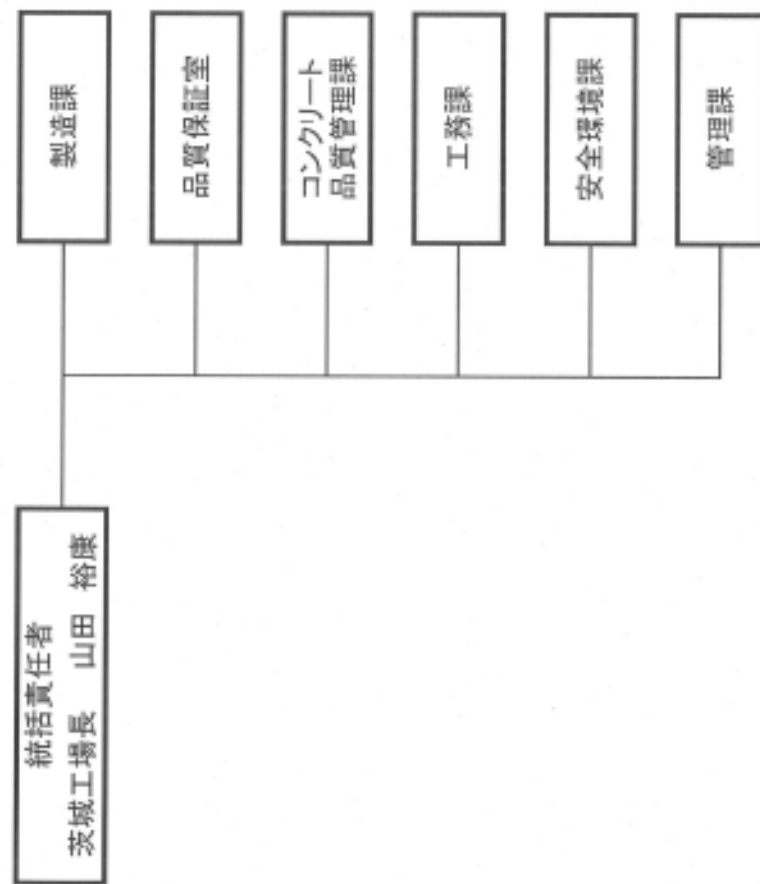 統括責任者
茨城工場長 山田 裕康
製造課
品質保証室
コンクリート
品質管理課
工務課
安全環境課
管理課